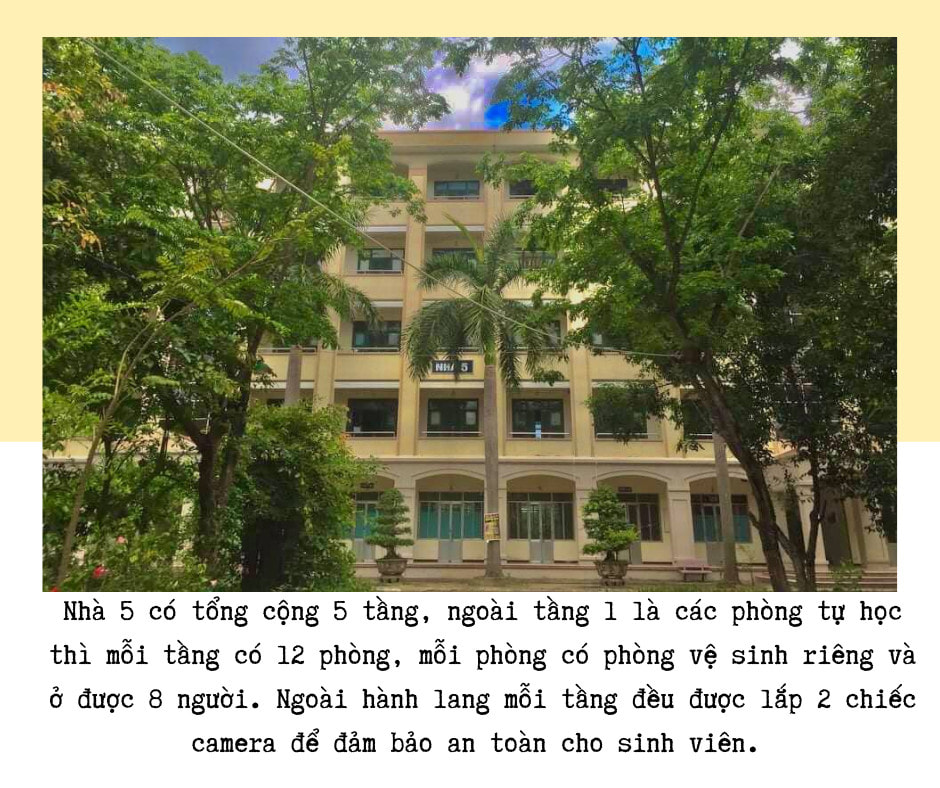 NHÀ 5
Nhà 5 có tổng cộng 5 tầng, ngoài tầng 1 là các phòng tự học
thì mỗi tầng có 12 phòng, mỗi phòng có phòng vệ sinh riêng và
ở được 8 người. Ngoài hành lang mỗi tầng đều được lắp 2 chiếc
camera để đảm bảo an toàn cho sinh viên.